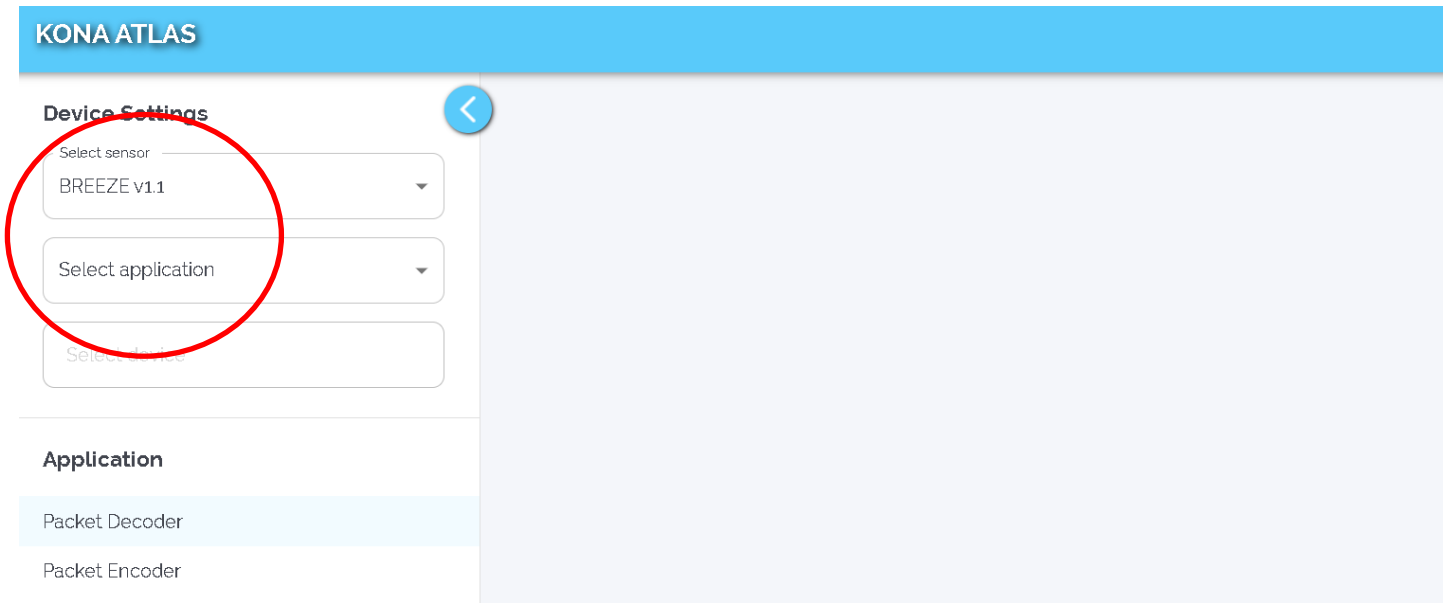 KONA ATLAS
Device Settings
Select sensor
BREEZE v1.1
Select application
Select device
Application
Packet Decoder
Packet Encoder